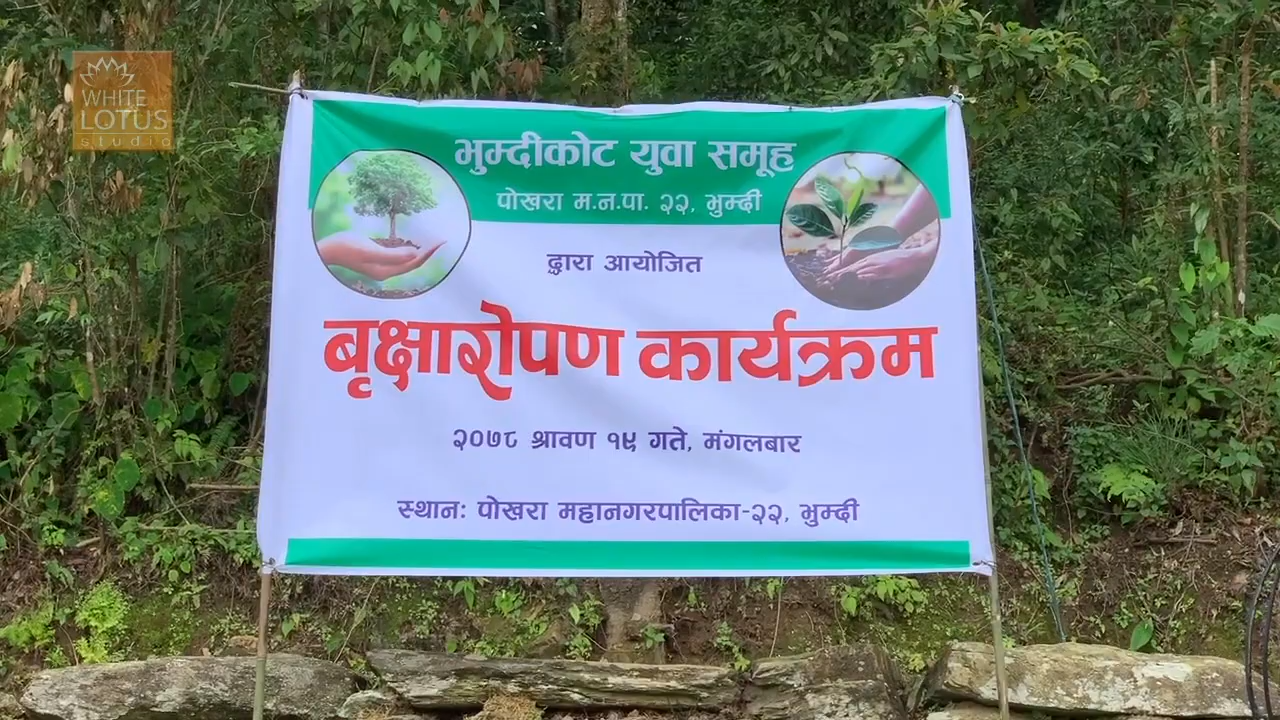 WHITE
LOTUS
studio
भुम्दीकोट युवा समूह
पोखरा म.न.पा. २२, भुम्दी
द्वारा आयोजित
बृक्षारोपण कार्यक्रम
२०७८ श्रावण १९ गते, मंगलबार
स्थान: पोखरा महानगरपालिका-२२, भुम्दी